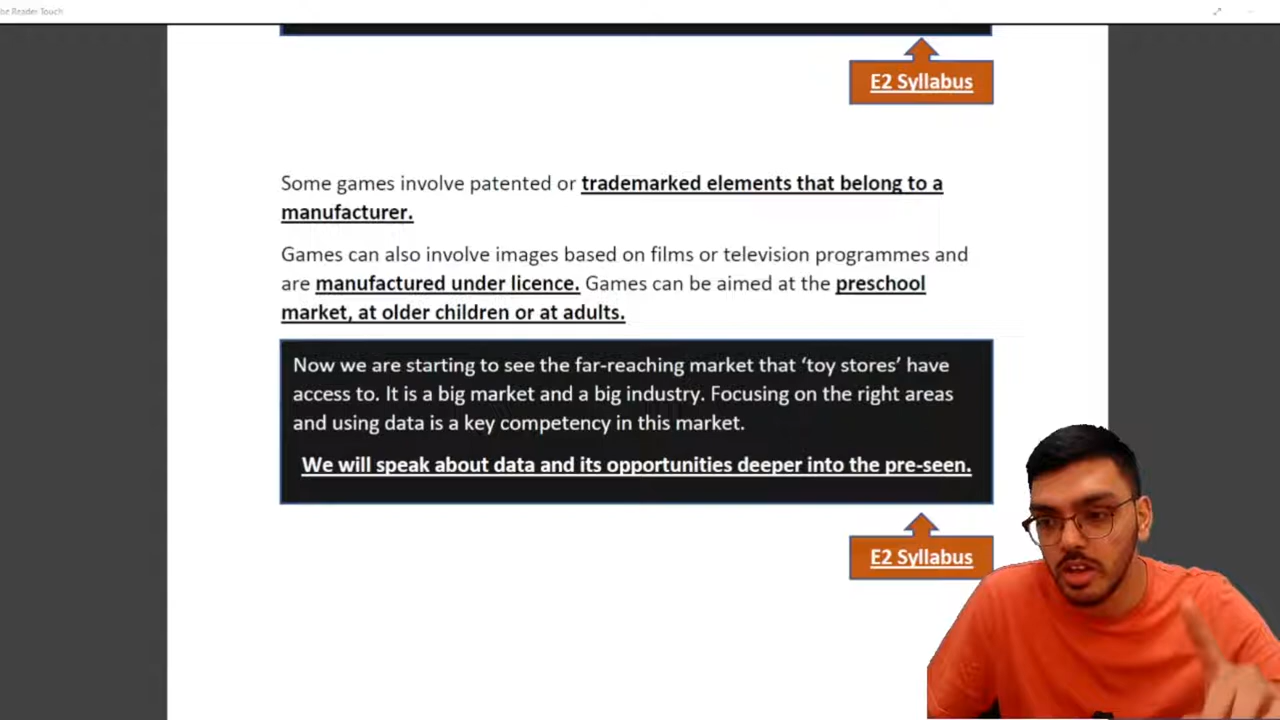 be Reader Touch
E2 Syllabus
Some games involve patented or trademarked elements that belong to a
manufacturer.
Games can also involve images based on films or television programmes and
are manufactured under licence. Games can be aimed at the preschool
market, at older children or at adults.
Now we are starting to see the far-reaching market that ‘toy stores’ have
access to. It is a big market and a big industry. Focusing on the right areas
and using data is a key competency in this market.
We will speak about data and its opportunities deeper into the pre-seen.
E2 Syllabus